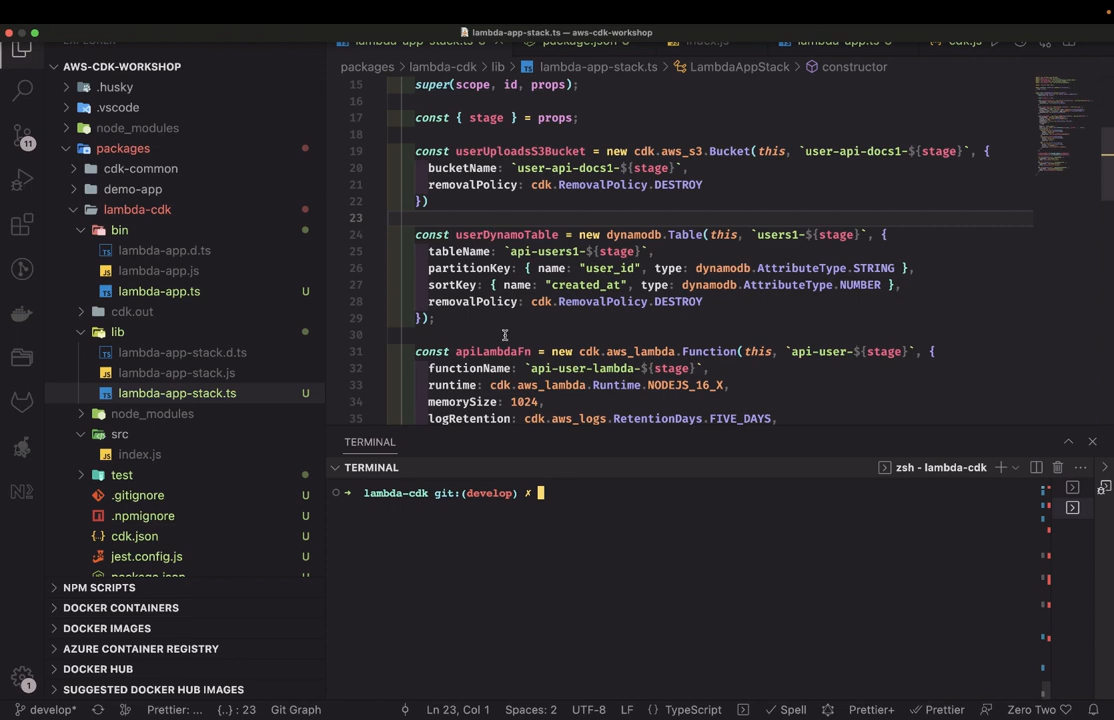 lambda-app-stack.ts — aws-cdk-workshop
AWS-CDK-WORKSHOP
.husky
.vscode
node_modules
packages
cdk-common
demo-app
lambda-cdk
bin
lambda-app.d.ts
lambda-app.js
lambda-app.ts U
cdk.out
lib
lambda-app-stack.d.ts
lambda-app-stack.js
lambda-app-stack.ts U
node_modules
src
index.js
test
.gitignore U
.npmignore U
cdk.json U
jest.config.js U
NPM SCRIPTS
DOCKER CONTAINERS
DOCKER IMAGES
AZURE CONTAINER REGISTRY
DOCKER HUB
SUGGESTED DOCKER HUB IMAGES
11
1
packages > lambda-cdk > lib > TS lambda-app-stack.ts > LambdaAppStack > constructor
15 super(scope, id, props);
16
17 const { stage } = props;
18
19 const userUploadsS3Bucket = new cdk.aws_s3.Bucket(this, `user-api-docs1-${stage}`, {
20 bucketName: `user-api-docs1-${stage}`,
21 removalPolicy: cdk.RemovalPolicy.DESTROY
22 })
23
24 const userDynamoTable = new dynamodb.Table(this, `users1-${stage}`, {
25 tableName: `api-users1-${stage}`,
26 partitionKey: { name: "user_id", type: dynamodb.AttributeType.STRING },
27 sortKey: { name: "created_at", type: dynamodb.AttributeType.NUMBER },
28 removalPolicy: cdk.RemovalPolicy.DESTROY
29 });
30
31 const apiLambdaFn = new cdk.aws_lambda.Function(this, `api-user-${stage}`, {
32 functionName: `api-user-lambda-${stage}`,
33 runtime: cdk.aws_lambda.Runtime.NODEJS_16_X,
34 memorySize: 1024,
35 logRetention: cdk.aws_logs.RetentionDays.FIVE_DAYS,
TERMINAL
TERMINAL zsh - lambda-cdk
→ lambda-cdk git:(develop) ✗
develop* Prettier: ... {..} : 23 Git Graph Ln 23, Col 1 Spaces: 2 UTF-8 LF {} TypeScript Spell Prettier+ Prettier Zero Two